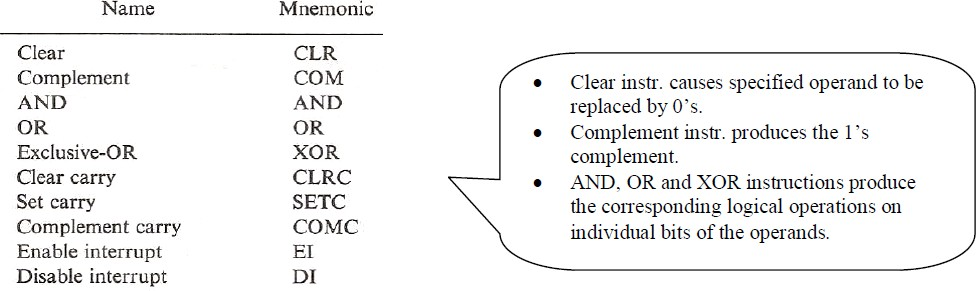 Name Mnemonic
Clear CLR
Complement COM
AND AND
OR OR
Exclusive-OR XOR
Clear carry CLRC
Set carry SETC
Complement carry COMC
Enable interrupt EI
Disable interrupt DI
• Clear instr. causes specified operand to be
replaced by 0’s.
• Complement instr. produces the 1’s
complement.
• AND, OR and XOR instructions produce
the corresponding logical operations on
individual bits of the operands.